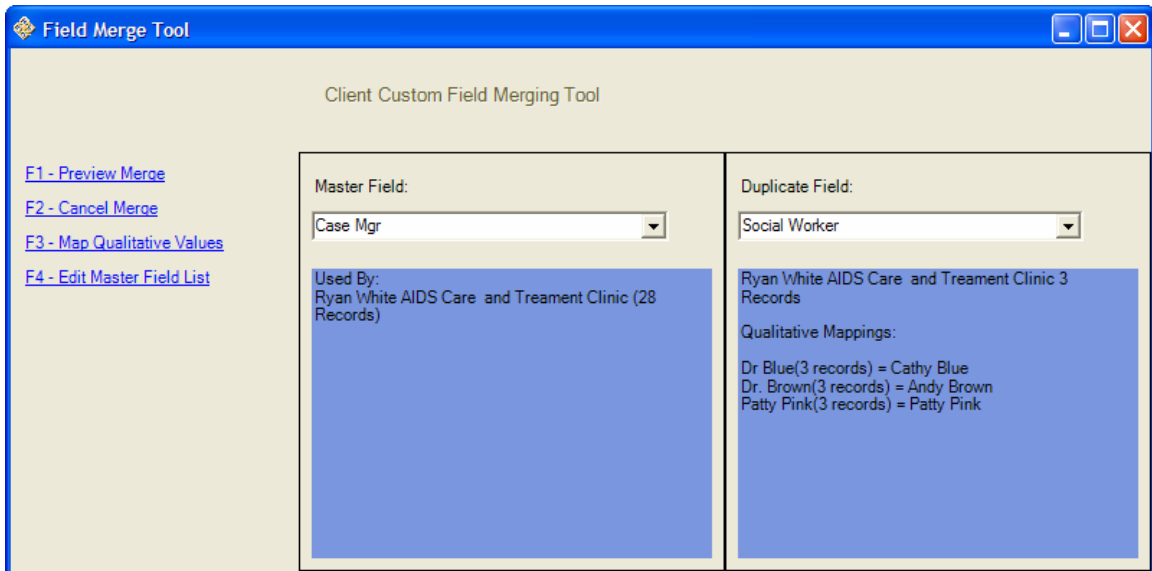 Field Merge Tool
Client Custom Field Merging Tool
F1 - Preview Merge
F2 - Cancel Merge
F3 - Map Qualitative Values
F4 - Edit Master Field List
Master Field:
Case Mgr
Used By:
Ryan White AIDS Care  and Treament Clinic (28
Records)
Duplicate Field:
Social Worker
Ryan White AIDS Care  and Treament Clinic 3
Records
Qualitative Mappings:
Dr Blue(3 records) = Cathy Blue
Dr. Brown(3 records) = Andy Brown
Patty Pink(3 records) = Patty Pink